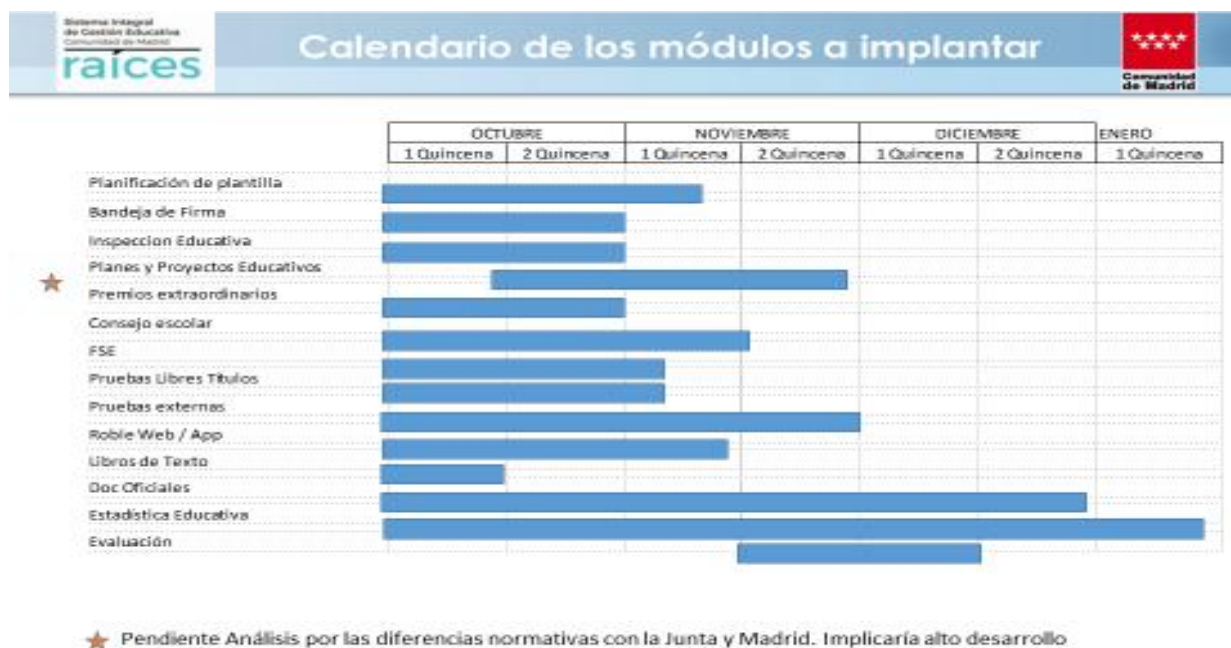 Sistema Integral
de Gestión Educativa
Comunidad de Madrid
raíces
Calendario de los módulos a implantar
Comunidad
de Madrid
OCTUBRE NOVIEMBRE DICIEMBRE ENERO
1 Quincena 2 Quincena 1 Quincena 2 Quincena 1 Quincena 2 Quincena 1 Quincena
Planificación de plantilla
Bandeja de Firma
Inspeccion Educativa
Planes y Proyectos Educativos
Premios extraordinarios
Consejo escolar
FSE
Pruebas Libres Títulos
Pruebas externas
Roble Web / App
Libros de Texto
Doc Oficiales
Estadística Educativa
Evaluación
Pendiente Análisis por las diferencias normativas con la Junta y Madrid. Implicaría alto desarrollo